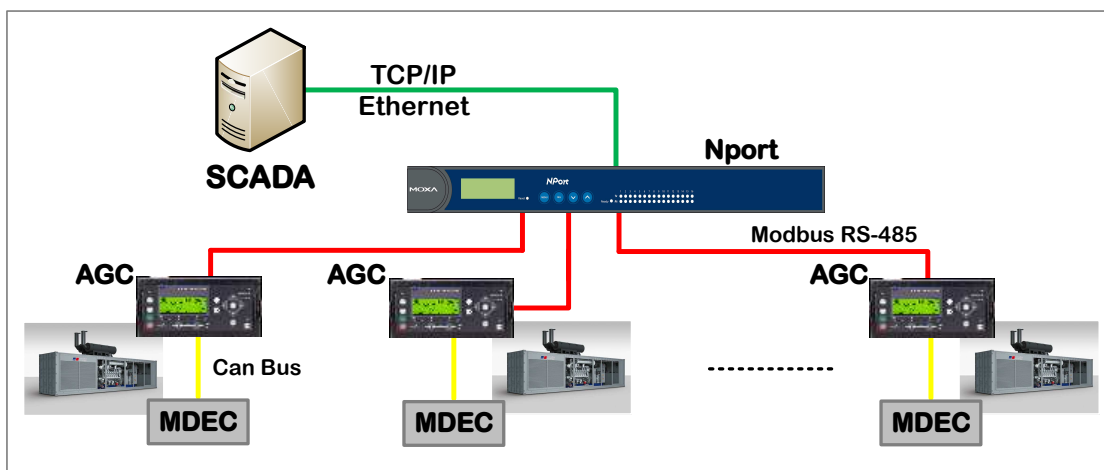 TCP/IP
Ethernet
SCADA
Nport
MOXA
NPort
Modbus RS-485
AGC
AGC
AGC
Can Bus
MDEC
MDEC
MDEC